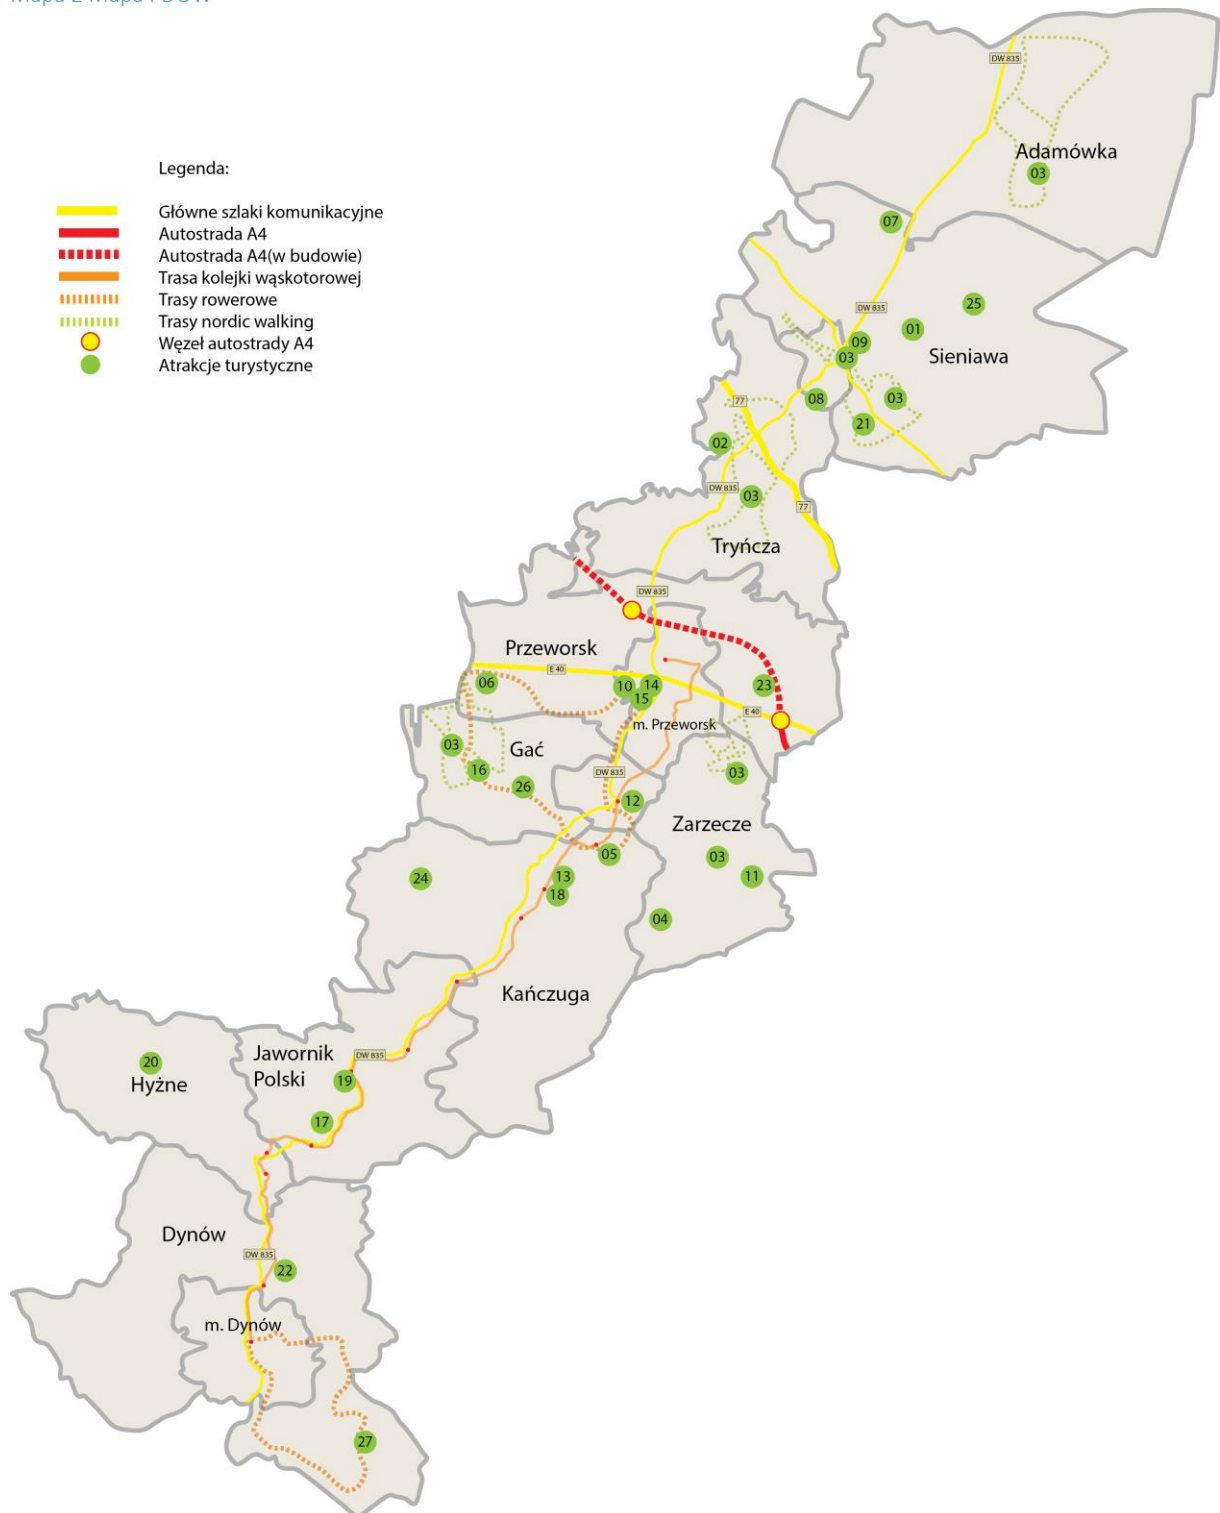 Legenda:
Główne szlaki komunikacyjne
Autostrada A4
Autostrada A4(w budowie)
Trasa kolejki wąskotorowej
Trasy rowerowe
Trasy nordic walking
Węzeł autostrady A4
Atrakcje turystyczne
DW 835
Adamówka
03
07
25
DW 835
01
09
03
Sieniawa
03
08
77
21
02
DW 835
03
77
Tryńcza
DW 835
Przeworsk
E 40
06
10
14
23
15
E 40
m. Przeworsk
03
Gać
16
DW 835
03
26
12
Zarzecze
05
03
24
13
11
18
04
Kańczuga
DW 835
Jawornik
Polski
20
Hyżne
19
17
Dynów
DW 835
22
m. Dynów
27